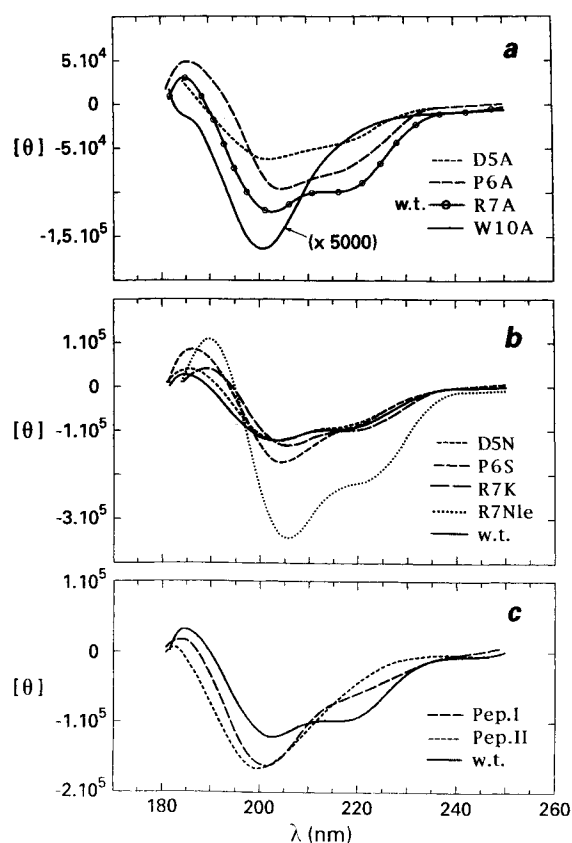 a
5.10⁴
0
[θ]
-5.10⁴
-1,5.10⁵
D5A
P6A
w.t. R7A
W10A
(x 5000)
b
1.10⁵
0
[θ]
-1.10⁵
-3.10⁵
D5N
P6S
R7K
R7Nle
w.t.
c
1.10⁵
0
[θ]
-1.10⁵
-2.10⁵
Pep.I
Pep.II
w.t.
180 200 220 240 260
λ (nm)